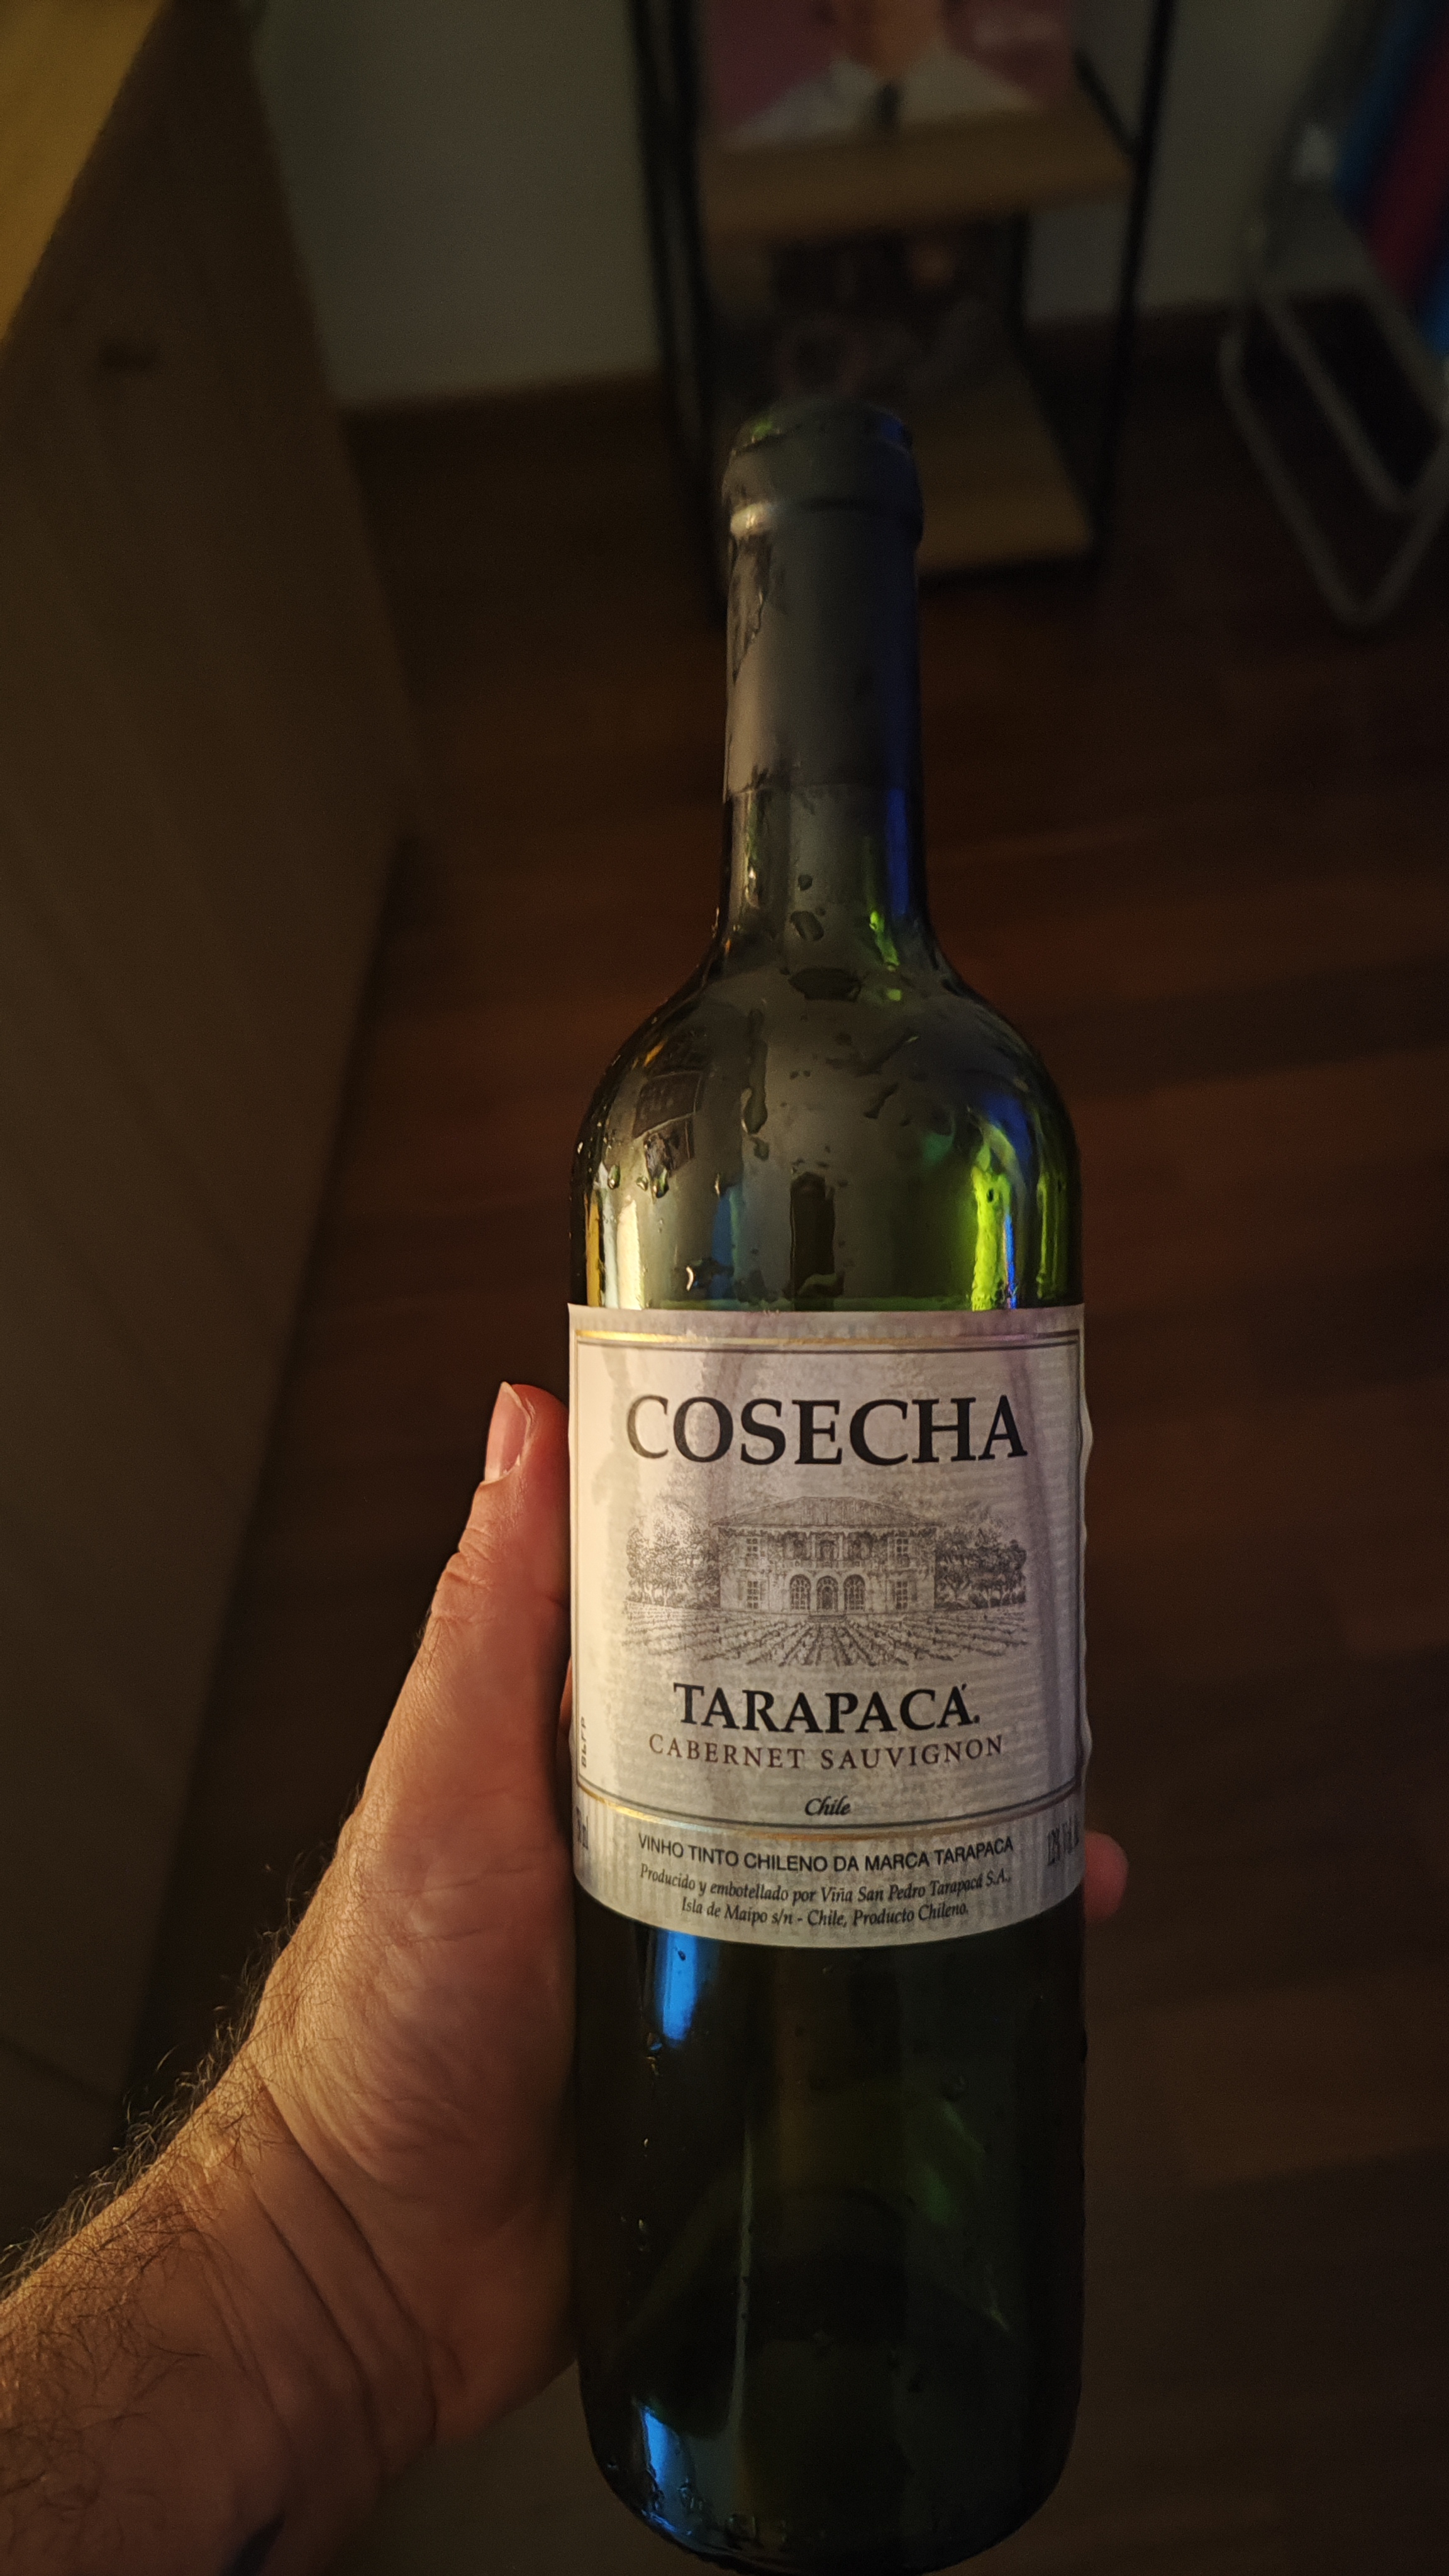 COSECHA
TARAPACÁ.
CABERNET SAUVIGNON
Chile
VINHO TINTO CHILENO DA MARCA TARAPACA
Producido y embotellado por Viña San Pedro Tarapacá S.A.,
Isla de Maipo s/n - Chile, Producto Chileno.